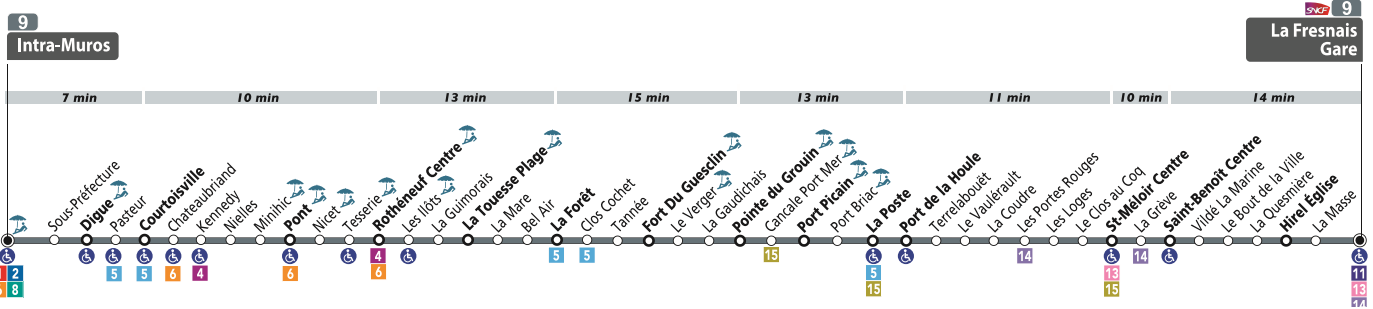 9
SNCF 9
Intra-Muros
La Fresnais
Gare
7 min
10 min
13 min
15 min
13 min
11 min
10 min
14 min
Sous-Préfecture
Digue
Pasteur
Courtoisville
Chateaubriand
Kennedy
Nielles
Minihic
Pont
Nicet
Tesserie
Rothéneuf Centre
Les Ilôts
La Guimorais
La Touesse Plage
La Mare
Bel Air
La Forêt
Clos Cochet
Tannée
Fort Du Guesclin
Le Verger
La Gaudichais
Pointe du Grouin
Cancale Port Mer
Port Picain
Port Briac
La Poste
Port de la Houle
Terrelabouët
Le Vaulérault
La Coudre
Les Portes Rouges
Les Loges
Le Clos au Coq
St-Méloir Centre
La Grève
Saint-Benoît Centre
Vildé La Marine
Le Bout de la Ville
La Quesmière
Hirel Église
La Masse
5 5 6 4 6 4 5 5 15 5 14 13 14 11
2 6 15 15 13
8 14